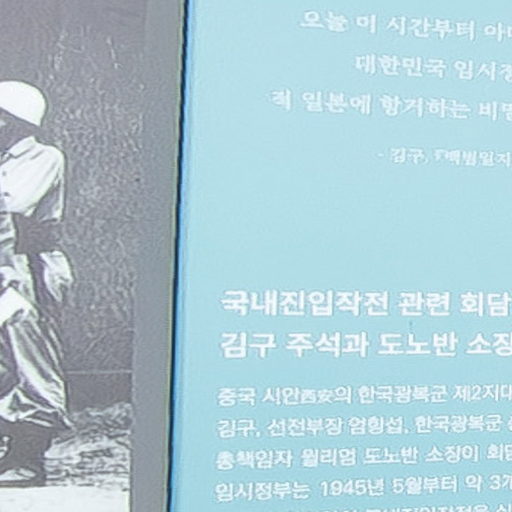 오늘 이 시간부터
대한민국 임시정
적 일본에 항거하는 비밀
- 김구, 『백범일지
국내진입작전 관련 회담
김구 주석과 도노반 소장
중국 시안西安의 한국광복군 제2지대
김구, 선전부장 엄항섭, 한국광복군
총책임자 윌리엄 도노반 소장이 회담
임시정부는 1945년 5월부터 약 3개